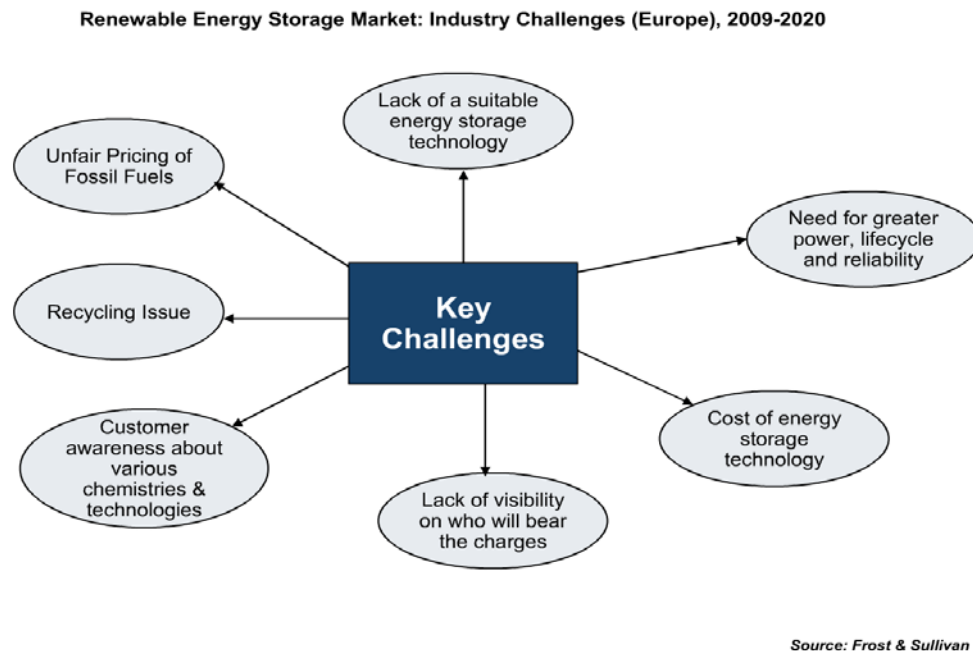 Renewable Energy Storage Market: Industry Challenges (Europe), 2009-2020
Lack of a suitable
energy storage
technology
Unfair Pricing of
Fossil Fuels
Need for greater
power, lifecycle
and reliability
Key
Challenges
Recycling Issue
Cost of energy
storage
technology
Customer
awareness about
various
chemistries &
technologies
Lack of visibility
on who will bear
the charges
Source: Frost & Sullivan